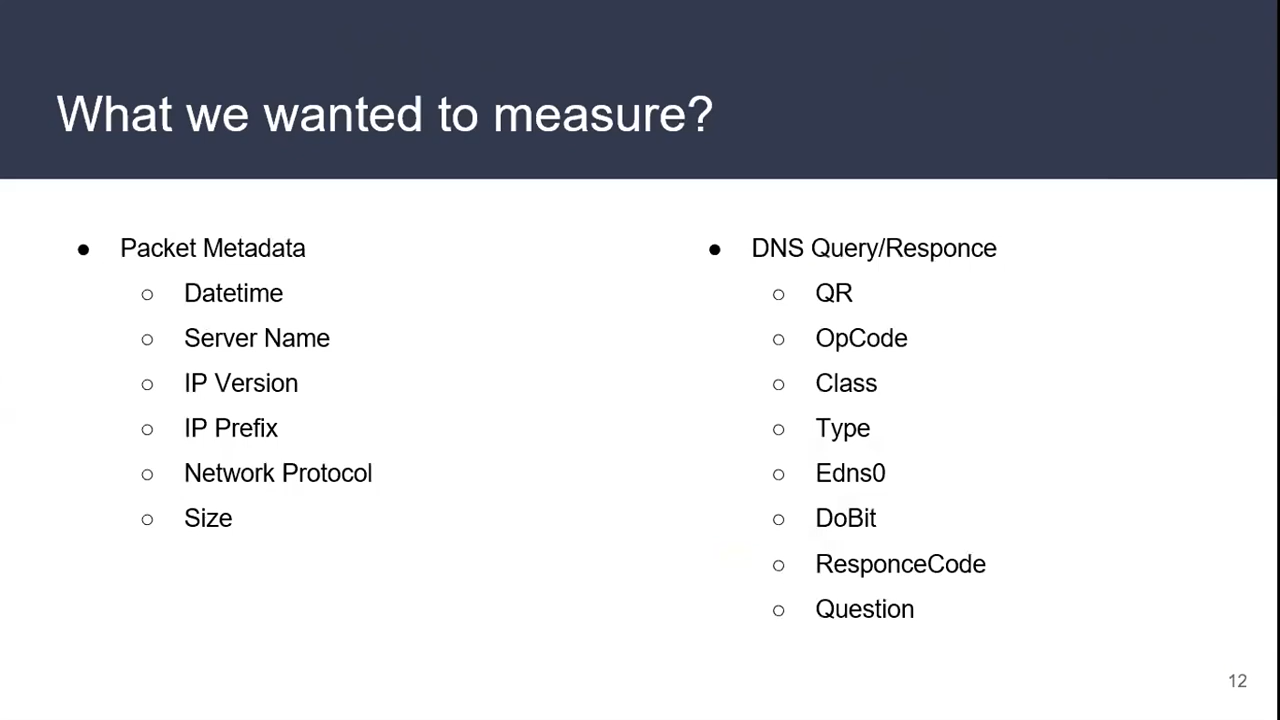 What we wanted to measure?
● Packet Metadata
○ Datetime
○ Server Name
○ IP Version
○ IP Prefix
○ Network Protocol
○ Size
● DNS Query/Responce
○ QR
○ OpCode
○ Class
○ Type
○ Edns0
○ DoBit
○ ResponceCode
○ Question
12